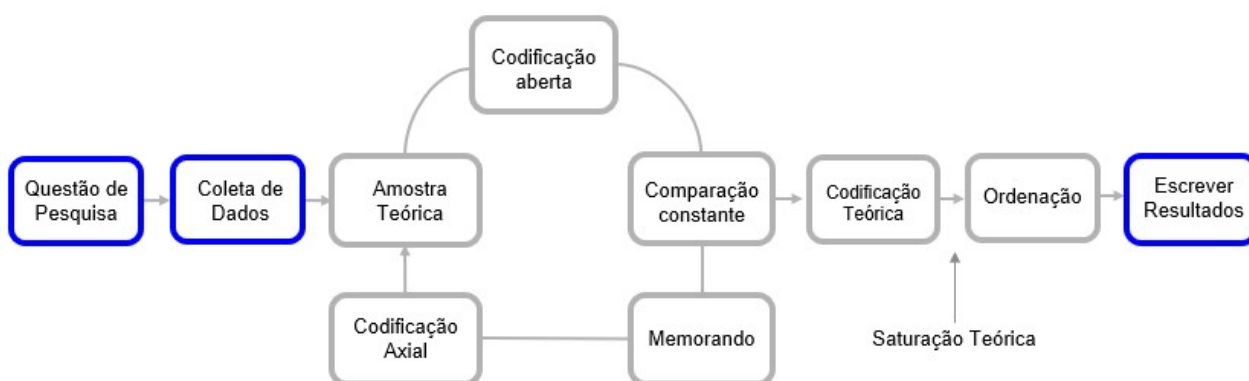 Codificação
aberta
Questão de
Pesquisa
Coleta de
Dados
Amostra
Teórica
Comparação
constante
Codificação
Teórica
Ordenação
Escrever
Resultados
Codificação
Axial
Memorando
Saturação Teórica